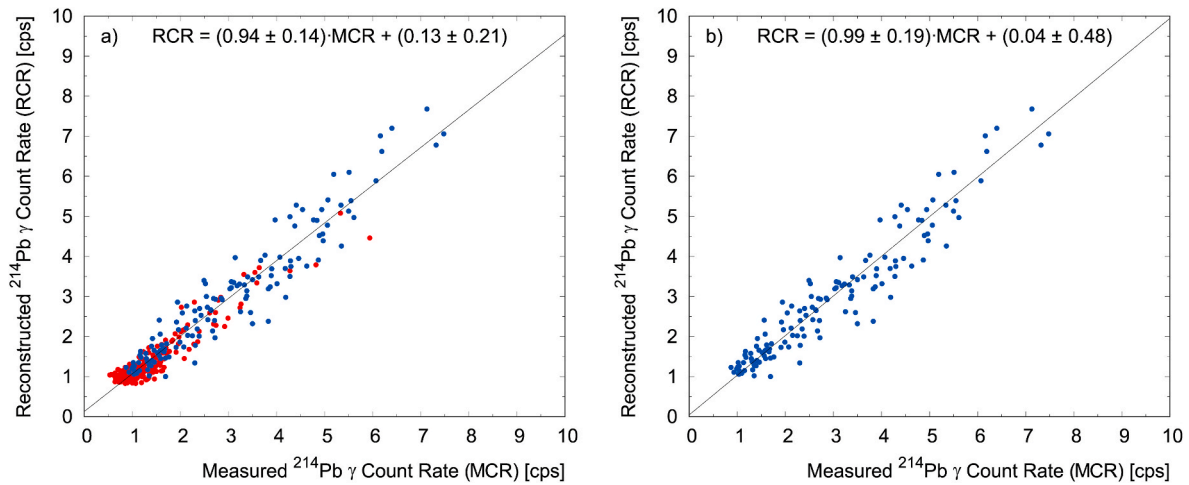 a) RCR = (0.94 ± 0.14)·MCR + (0.13 ± 0.21)
Reconstructed ²¹⁴Pb γ Count Rate (RCR) [cps]
10
9
8
7
6
5
4
3
2
1
0
0 1 2 3 4 5 6 7 8 9 10
Measured ²¹⁴Pb γ Count Rate (MCR) [cps]
b) RCR = (0.99 ± 0.19)·MCR + (0.04 ± 0.48)
Reconstructed ²¹⁴Pb γ Count Rate (RCR) [cps]
10
9
8
7
6
5
4
3
2
1
0
0 1 2 3 4 5 6 7 8 9 10
Measured ²¹⁴Pb γ Count Rate (MCR) [cps]